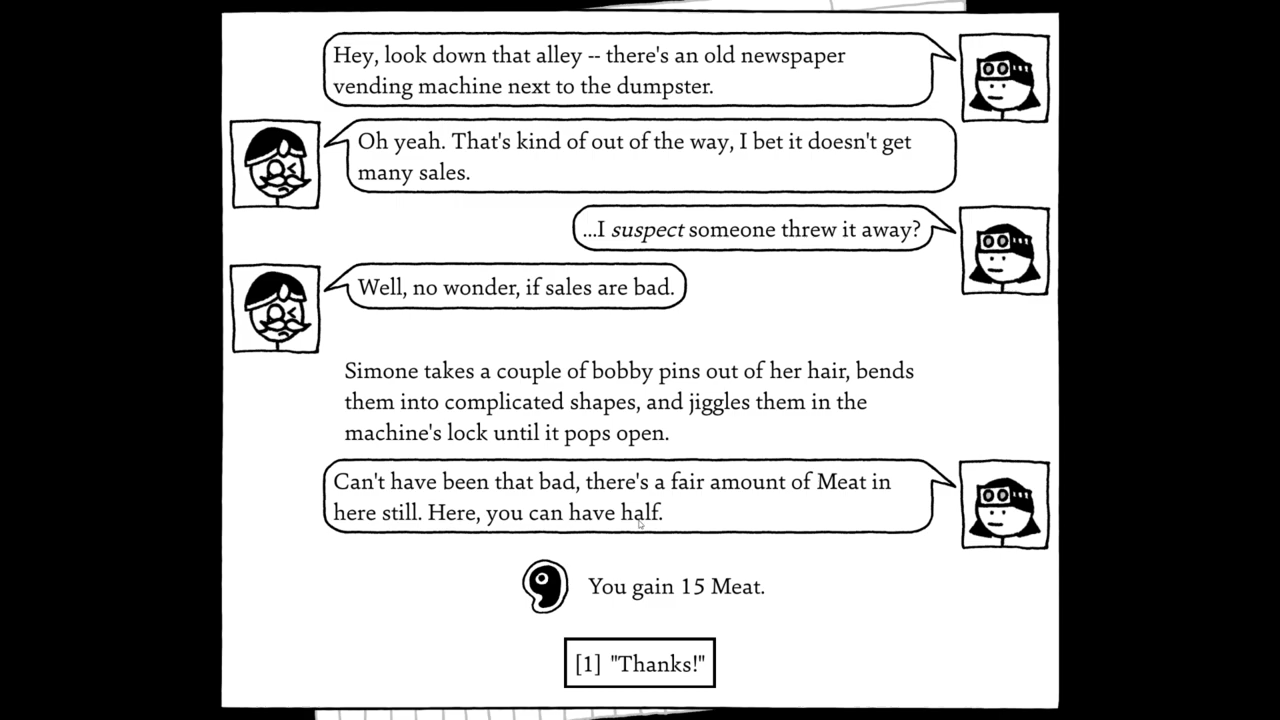 Hey, look down that alley -- there's an old newspaper
vending machine next to the dumpster.
Oh yeah. That's kind of out of the way, I bet it doesn't get
many sales.
...I suspect someone threw it away?
Well, no wonder, if sales are bad.
Simone takes a couple of bobby pins out of her hair, bends
them into complicated shapes, and jiggles them in the
machine's lock until it pops open.
Can't have been that bad, there's a fair amount of Meat in
here still. Here, you can have half.
You gain 15 Meat.
[1] "Thanks!"